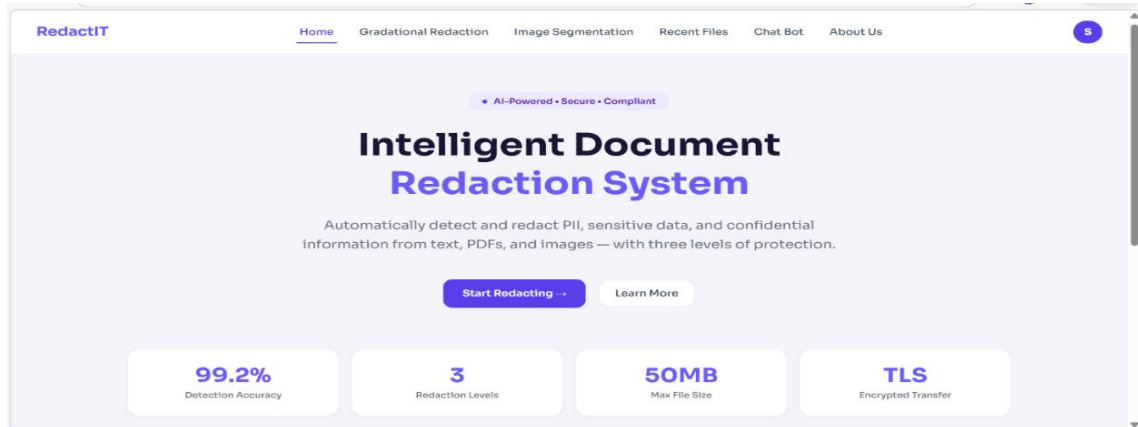 RedactIT
Home Gradational Redaction Image Segmentation Recent Files Chat Bot About Us
S
• AI-Powered • Secure • Compliant
Intelligent Document
Redaction System
Automatically detect and redact PII, sensitive data, and confidential
information from text, PDFs, and images — with three levels of protection.
Start Redacting → Learn More
99.2% 3 50MB TLS
Detection Accuracy Redaction Levels Max File Size Encrypted Transfer